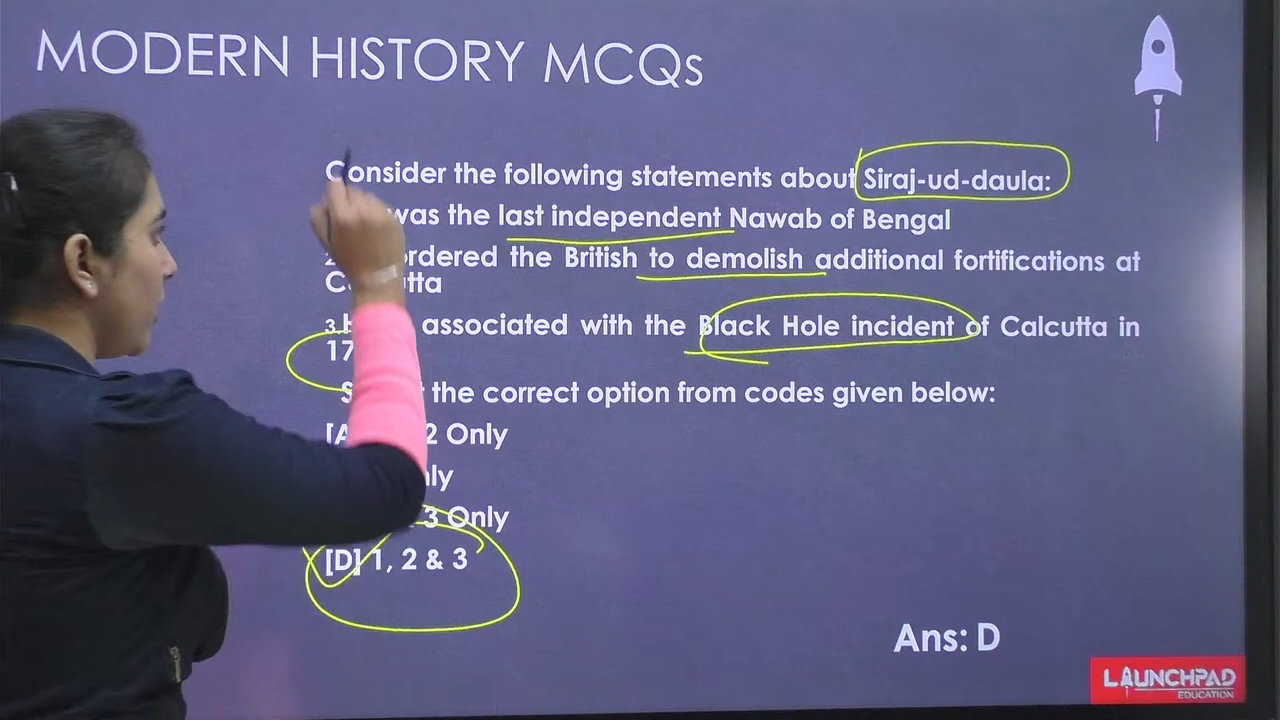 MODERN HISTORY MCQs
Consider the following statements about Siraj-ud-daula:
was the last independent Nawab of Bengal
ordered the British to demolish additional fortifications at
3. associated with the Black Hole incident of Calcutta in
17
the correct option from codes given below:
2 Only
3 Only
[D] 1, 2 & 3
Ans: D
LAUNCHPAD
EDUCATION